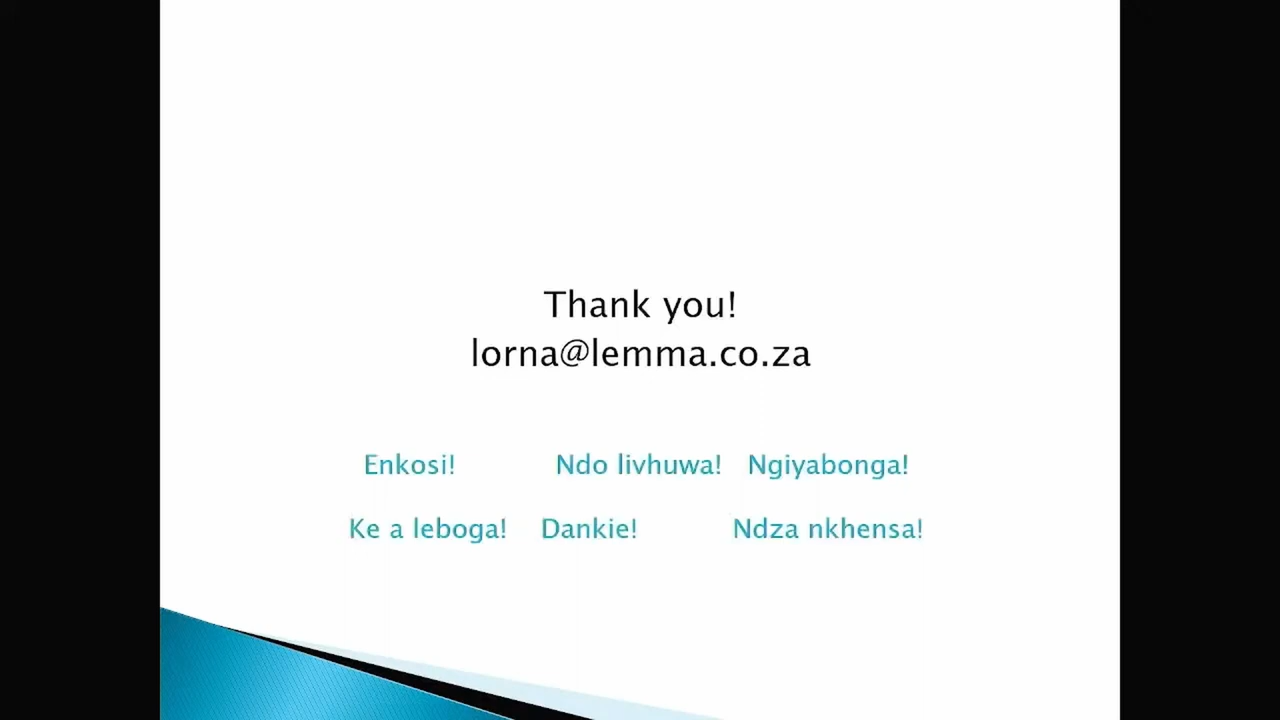 Thank you!
lorna@lemma.co.za
Enkosi! Ndo livhuwa! Ngiyabonga!
Ke a leboga! Dankie! Ndza nkhensa!